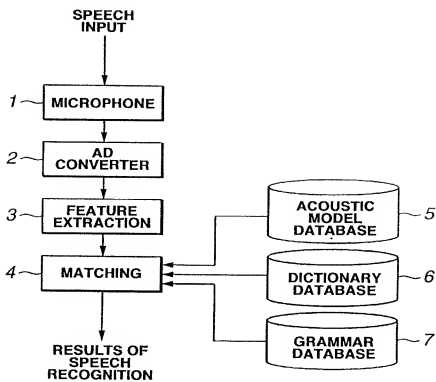 SPEECH
INPUT
1 MICROPHONE
2 AD
CONVERTER
3 FEATURE
EXTRACTION
4 MATCHING
ACOUSTIC
MODEL
DATABASE
5
DICTIONARY
DATABASE
6
GRAMMAR
DATABASE
7
RESULTS OF
SPEECH
RECOGNITION